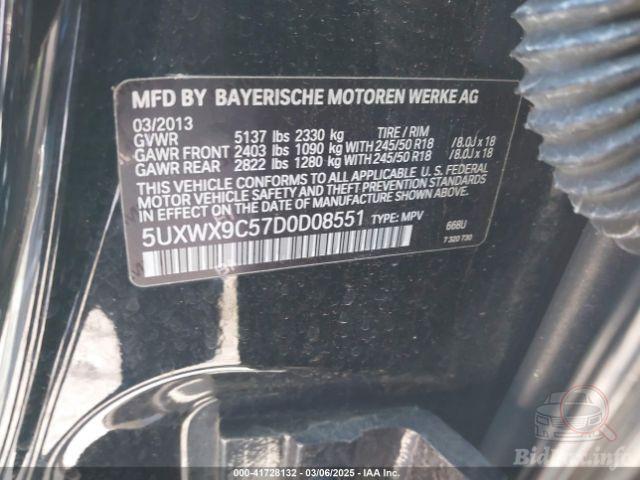 MFD BY BAYERISCHE MOTOREN WERKE AG
03/2013
GVWR 5137 lbs 2330 kg TIRE / RIM
GAWR FRONT 2403 lbs 1090 kg WITH 245/50 R18 /8.0J x 18
GAWR REAR 2822 lbs 1280 kg WITH 245/50 R18 /8.0J x 18
THIS VEHICLE CONFORMS TO ALL APPLICABLE U. S. FEDERAL
MOTOR VEHICLE SAFETY AND THEFT PREVENTION STANDARDS
IN EFFECT ON THE DATE OF MANUFACTURE SHOWN ABOVE.
5UXWX9C57D0D08551 TYPE: MPV 668U
7 320 730
000-41728132 - 03/06/2025 - IAA Inc.
BidFax.info